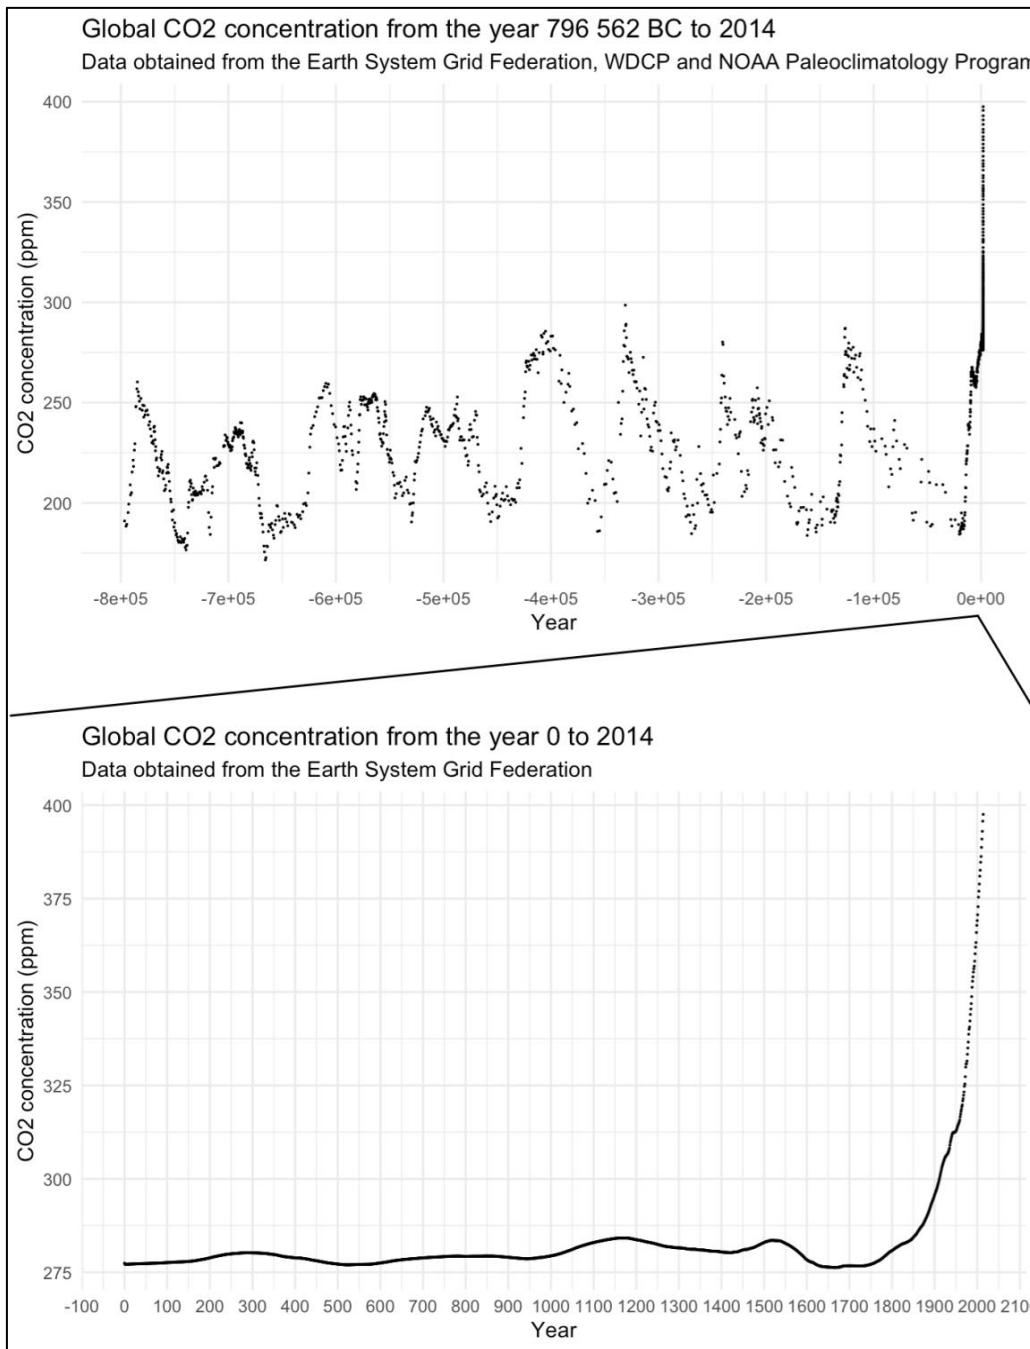 Global CO2 concentration from the year 796 562 BC to 2014
Data obtained from the Earth System Grid Federation, WDCP and NOAA Paleoclimatology Program
400
350
300
250
200
CO2 concentration (ppm)
-8e+05 -7e+05 -6e+05 -5e+05 -4e+05 -3e+05 -2e+05 -1e+05 0e+00
Year
Global CO2 concentration from the year 0 to 2014
Data obtained from the Earth System Grid Federation
400
375
350
325
300
275
CO2 concentration (ppm)
-100 0 100 200 300 400 500 600 700 800 900 1000 1100 1200 1300 1400 1500 1600 1700 1800 1900 2000 210
Year